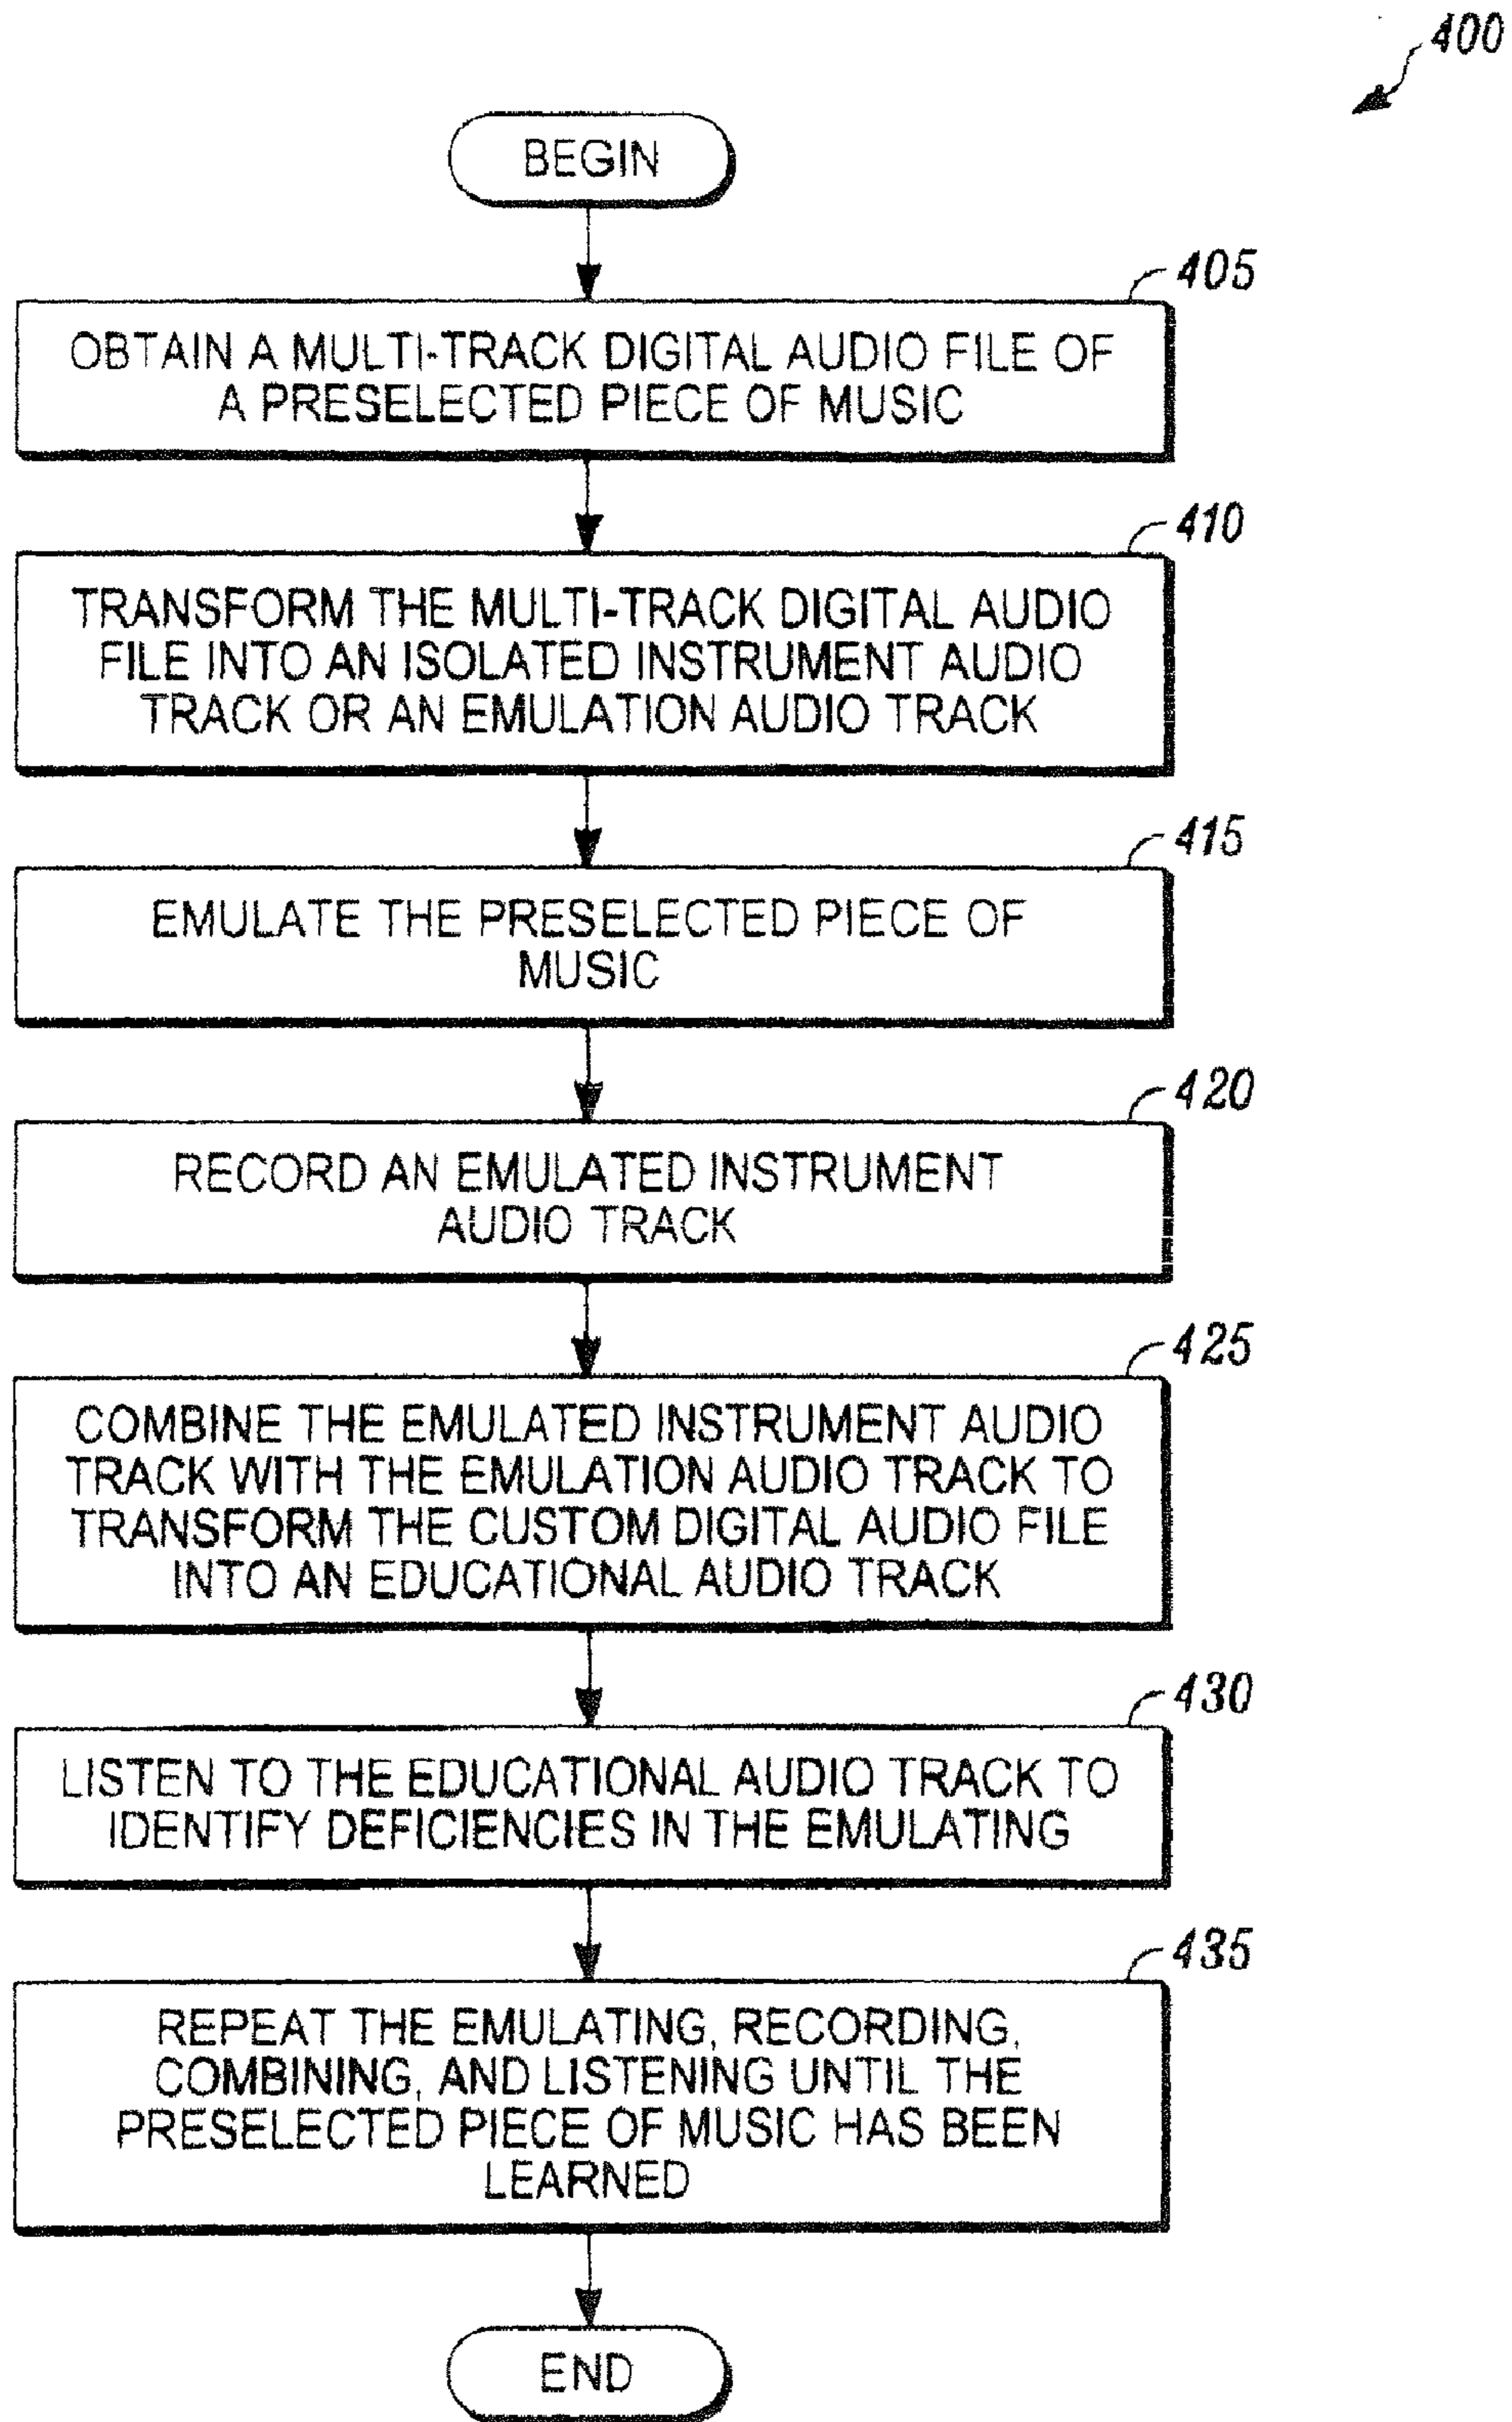 400
BEGIN
405
OBTAIN A MULTI-TRACK DIGITAL AUDIO FILE OF
A PRESELECTED PIECE OF MUSIC
410
TRANSFORM THE MULTI-TRACK DIGITAL AUDIO
FILE INTO AN ISOLATED INSTRUMENT AUDIO
TRACK OR AN EMULATION AUDIO TRACK
415
EMULATE THE PRESELECTED PIECE OF
MUSIC
420
RECORD AN EMULATED INSTRUMENT
AUDIO TRACK
425
COMBINE THE EMULATED INSTRUMENT AUDIO
TRACK WITH THE EMULATION AUDIO TRACK TO
TRANSFORM THE CUSTOM DIGITAL AUDIO FILE
INTO AN EDUCATIONAL AUDIO TRACK
430
LISTEN TO THE EDUCATIONAL AUDIO TRACK TO
IDENTIFY DEFICIENCIES IN THE EMULATING
435
REPEAT THE EMULATING, RECORDING,
COMBINING, AND LISTENING UNTIL THE
PRESELECTED PIECE OF MUSIC HAS BEEN
LEARNED
END